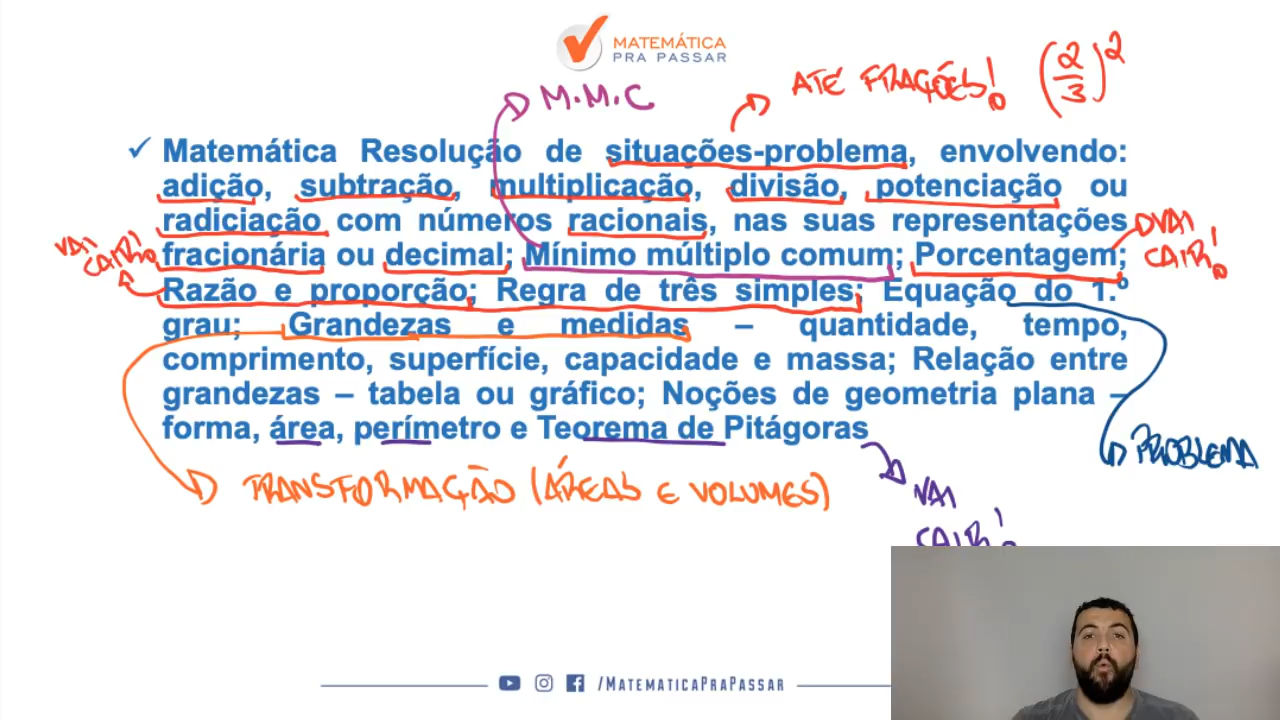 MATEMÁTICA
PRA PASSAR
M.M.C
ATÉ FRAÇÕES! (2/3)²
✓ Matemática Resolução de situações-problema, envolvendo:
adição, subtração, multiplicação, divisão, potenciação ou
radiciação com números racionais, nas suas representações
fracionária ou decimal; Mínimo múltiplo comum; Porcentagem;
Razão e proporção; Regra de três simples; Equação do 1.º
grau; Grandezas e medidas – quantidade, tempo,
comprimento, superfície, capacidade e massa; Relação entre
grandezas – tabela ou gráfico; Noções de geometria plana –
forma, área, perímetro e Teorema de Pitágoras
VAI
CAIR!
VAI
CAIR!
PROBLEMA
TRANSFORMAÇÃO (ÁREAS E VOLUMES)
VAI
CAIR!
/MATEMATICAPRAPASSAR